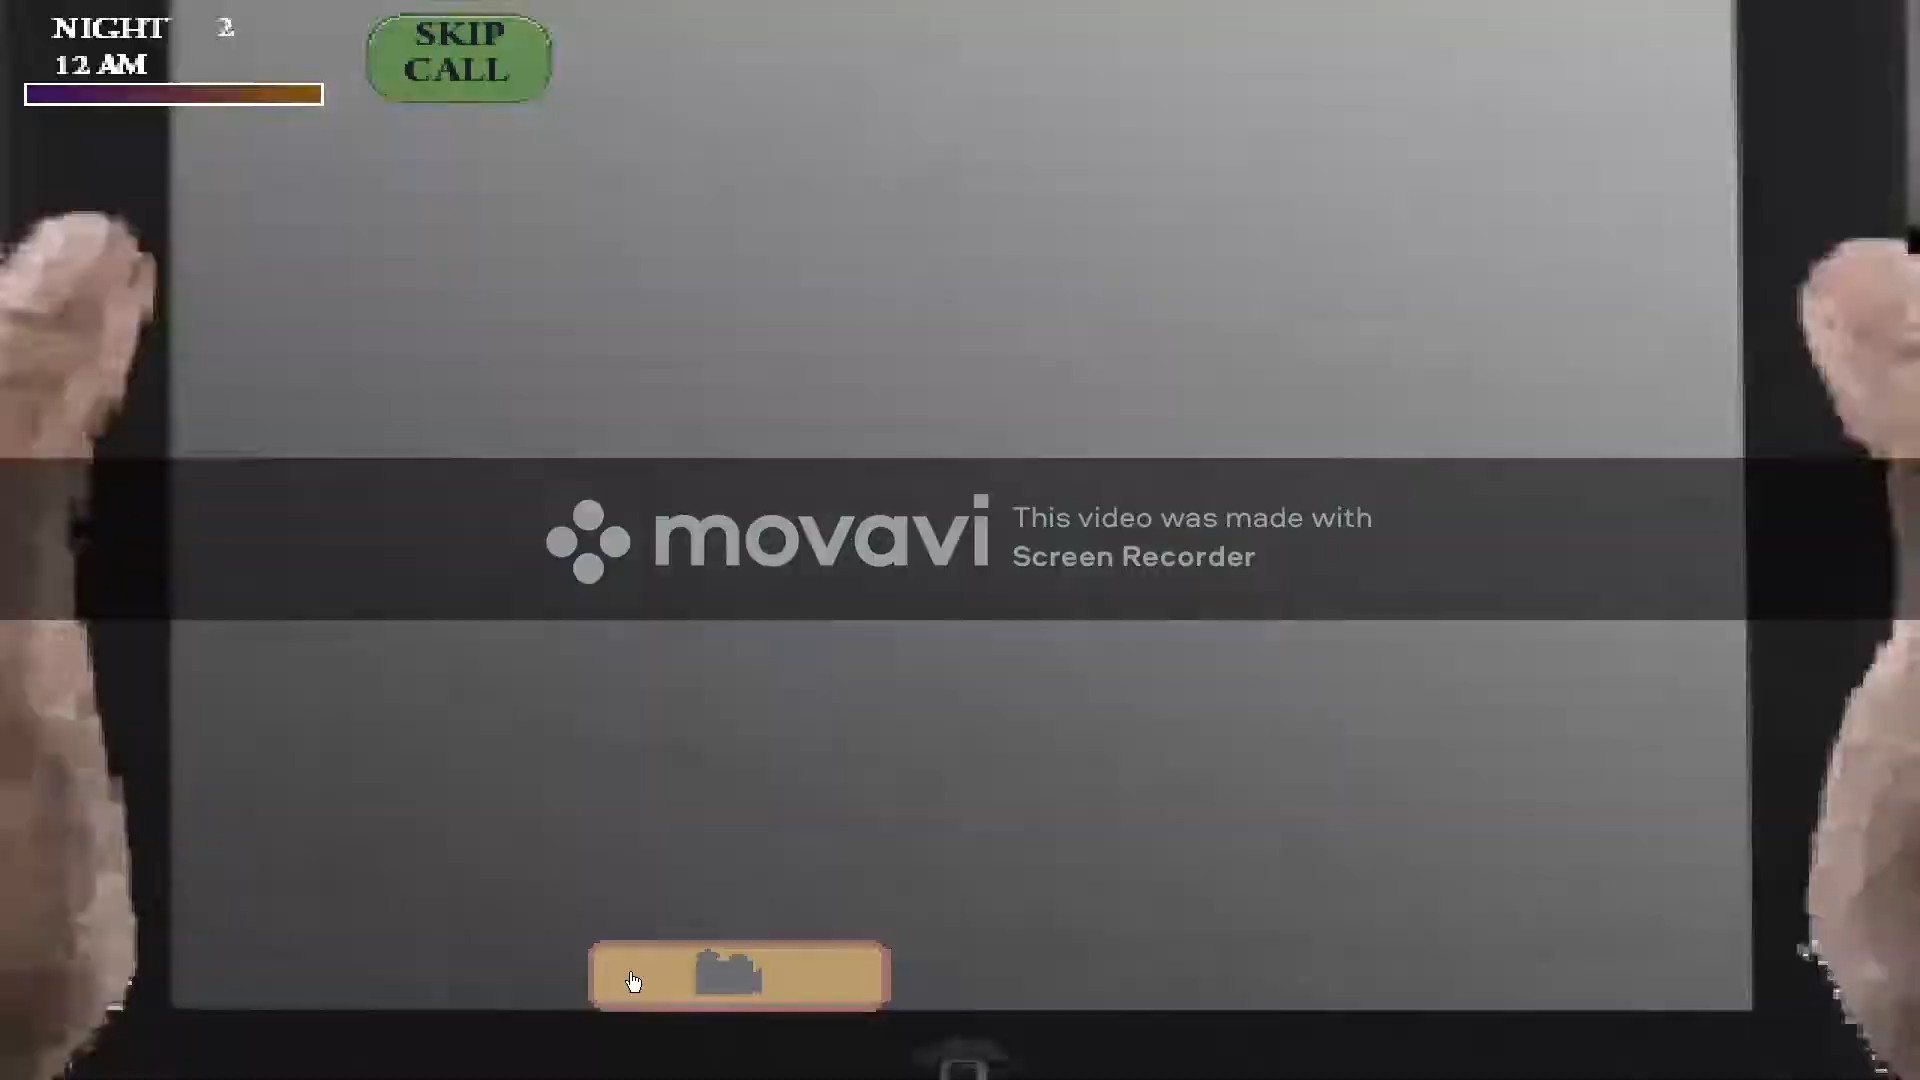 NIGHT 2
12 AM
SKIP
CALL
movavi
This video was made with
Screen Recorder